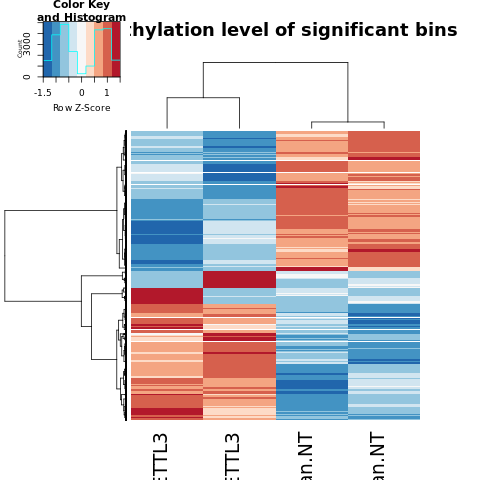 Color Key
and Histogram
hylation level of significant bins
Count
0 3000
-1.5 0 1
Row Z-Score
ETTL3
ETTL3
an.NT
an.NT